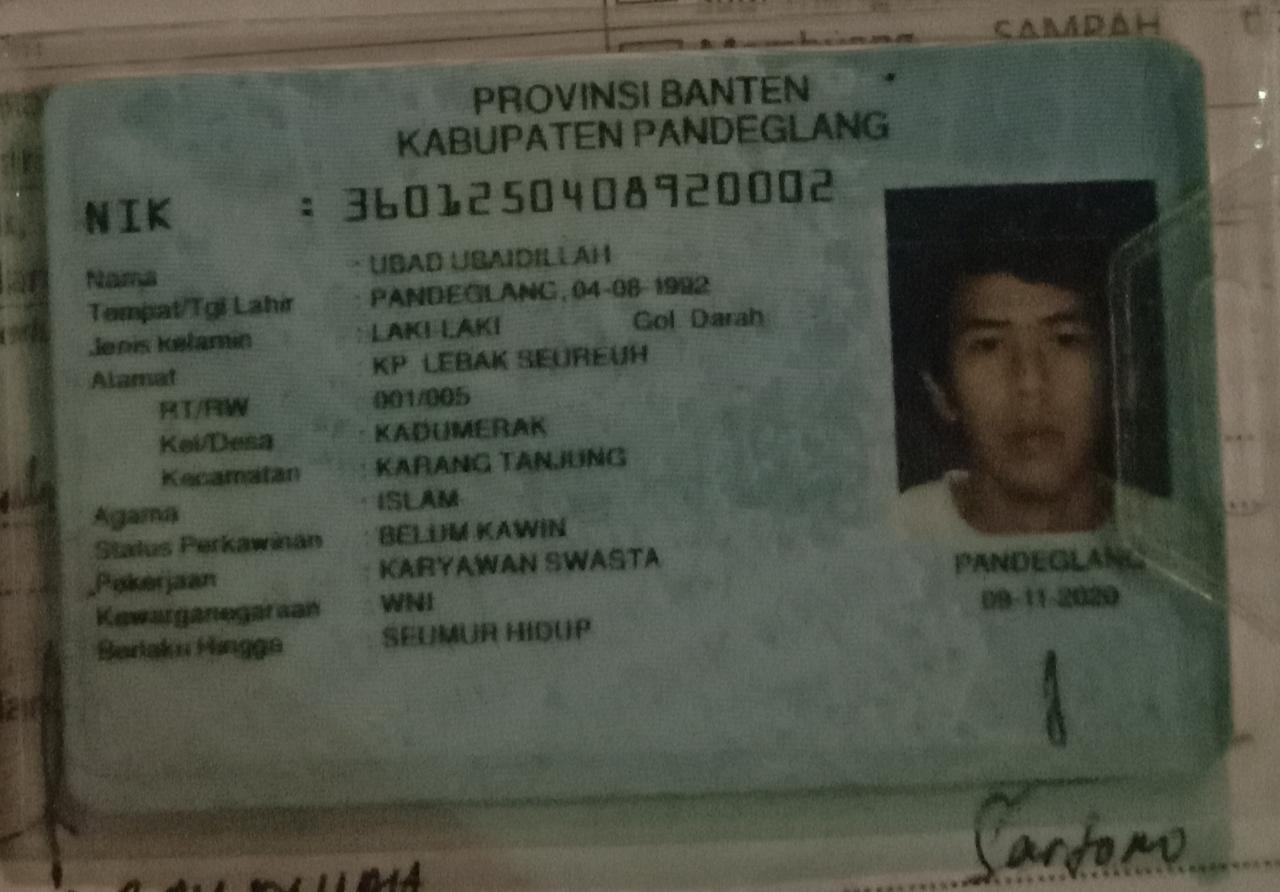 SAMPAH
PROVINSI BANTEN
KABUPATEN PANDEGLANG
NIK : 3601250408920002
Nama : UBAD UBAIDILLAH
Tempat/Tgl Lahir : PANDEGLANG, 04-08-1992
Jenis kelamin : LAKI-LAKI Gol Darah
Alamat : KP LEBAK SEUREUH
RT/RW : 001/005
Kel/Desa : KADUMERAK
Kecamatan : KARANG TANJUNG
Agama : ISLAM
Status Perkawinan : BELUM KAWIN
Pekerjaan : KARYAWAN SWASTA
Kewarganegaraan : WNI
Berlaku Hingga : SEUMUR HIDUP
PANDEGLANG
09-11-2020
Cartomo